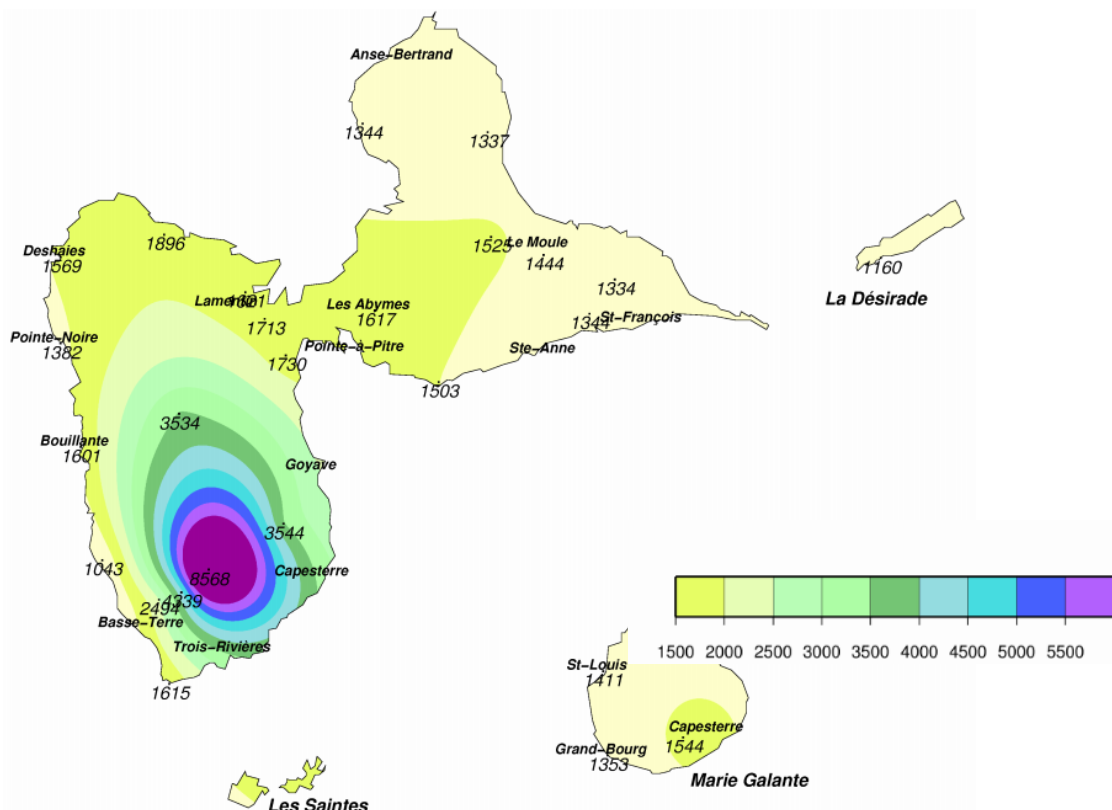 Anse-Bertrand
1344
1337
1896
Deshaies
1569
1525
Le Moule
1444
1160
La Désirade
1334
Les Abymes
1617
1344
St-François
1713
Pointe-Noire
1382
Pointe-à-Pitre
Ste-Anne
1730
1503
3534
Bouillante
1601
Goyave
3544
1043
8568
Capesterre
4339
2494
Basse-Terre
Trois-Rivières
1615
1500 2000 2500 3000 3500 4000 4500 5000 5500
St-Louis
1411
Capesterre
1544
Grand-Bourg
1353
Marie Galante
Les Saintes